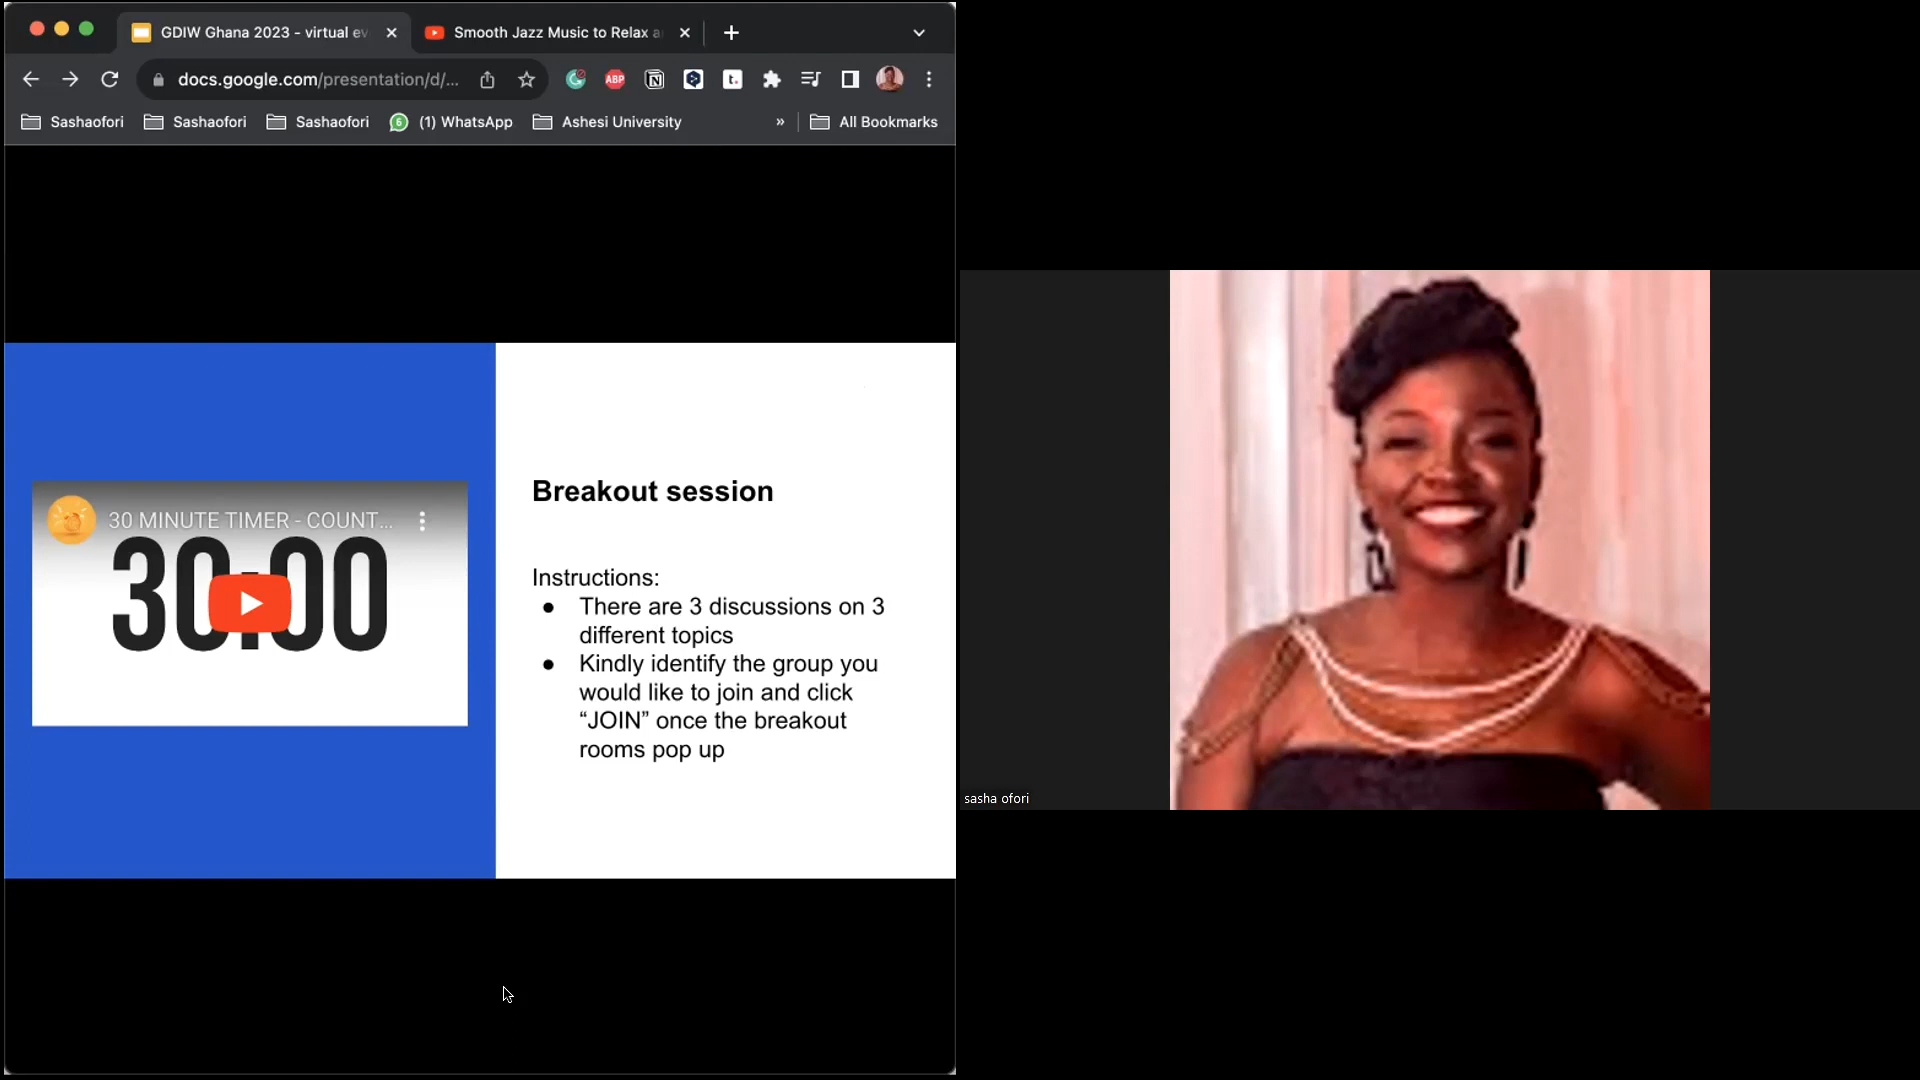 GDIW Ghana 2023 - virtual ev
Smooth Jazz Music to Relax a
docs.google.com/presentation/d/...
ABP
N
t.
Sashaofori
Sashaofori
Sashaofori
6
(1) WhatsApp
Ashesi University
»
All Bookmarks
30 MINUTE TIMER - COUNT...
30:00
Breakout session
Instructions:
● There are 3 discussions on 3
different topics
● Kindly identify the group you
would like to join and click
“JOIN” once the breakout
rooms pop up
sasha ofori